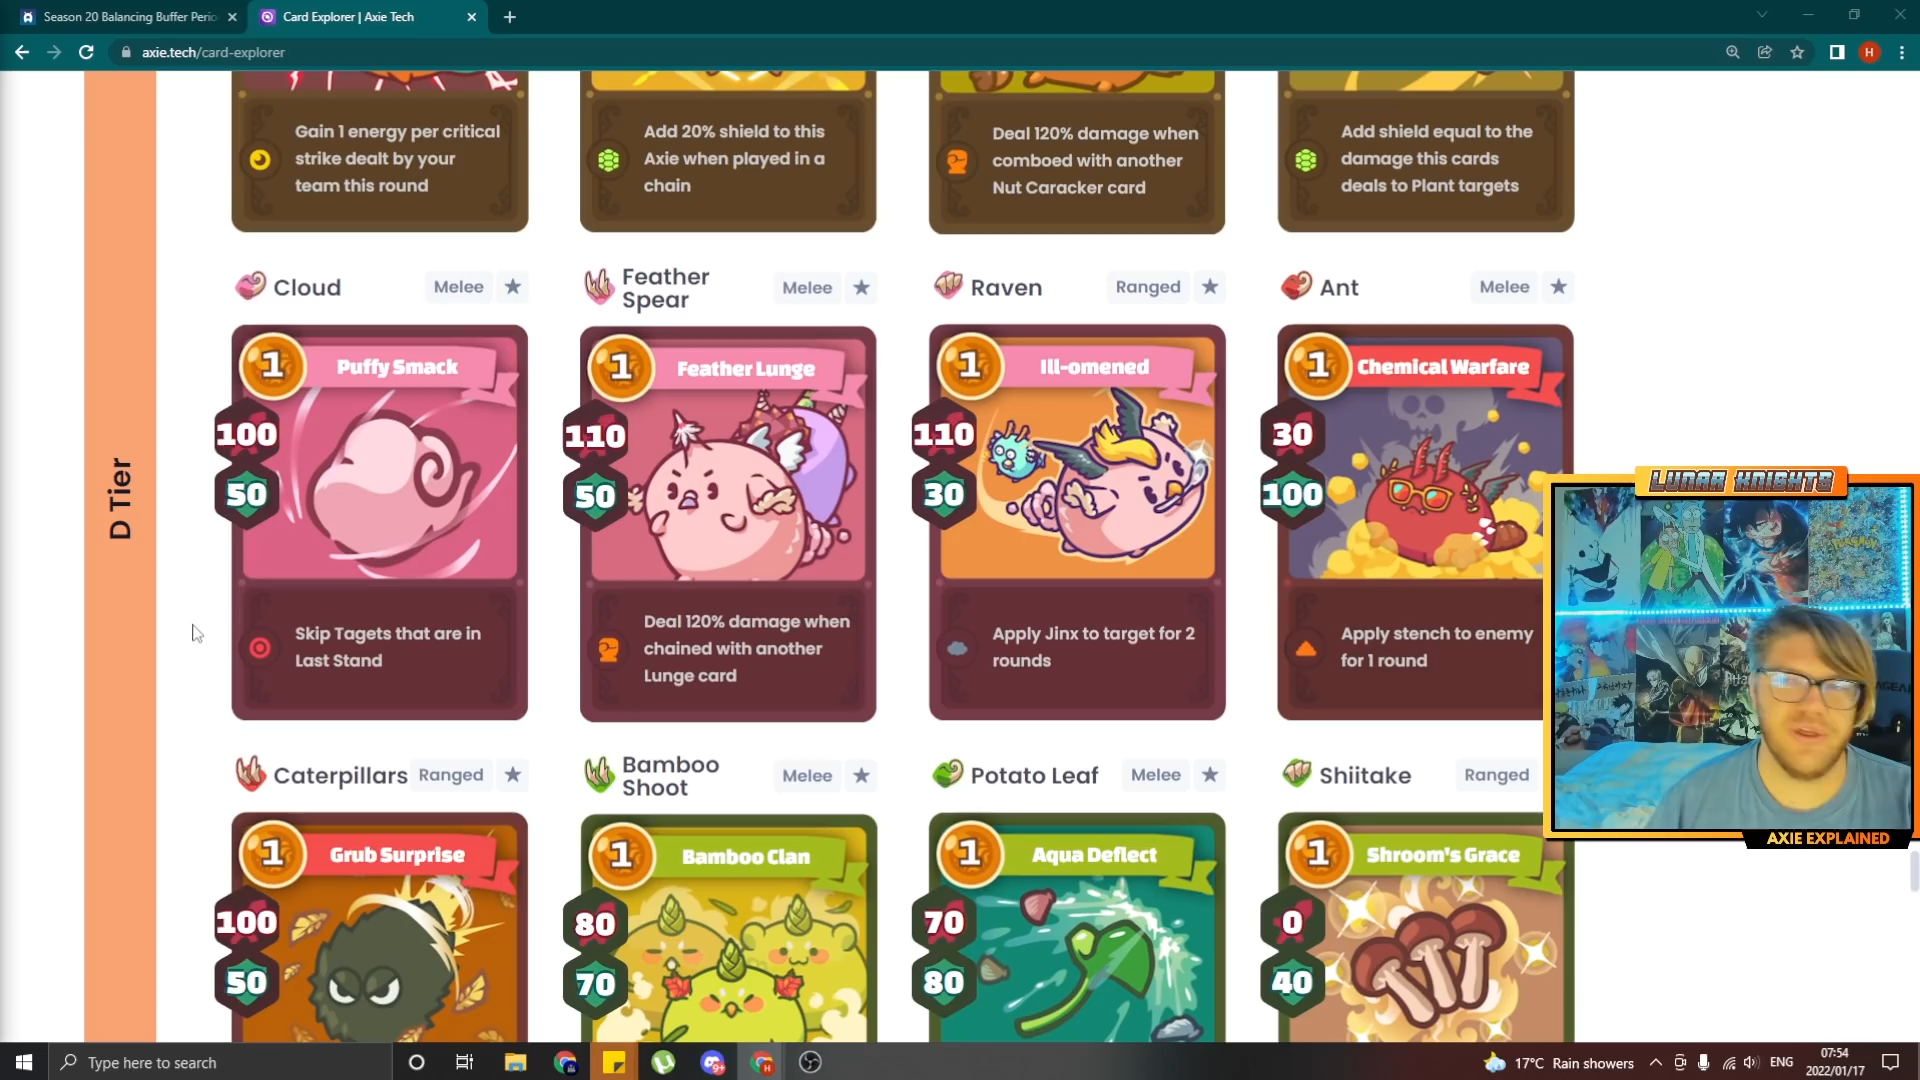 Season 20 Balancing Buffer Perio
Card Explorer | Axie Tech
axie.tech/card-explorer
H
D Tier
Gain 1 energy per critical
strike dealt by your
team this round
Add 20% shield to this
Axie when played in a
chain
Deal 120% damage when
comboed with another
Nut Caracker card
Add shield equal to the
damage this cards
deals to Plant targets
Cloud
Melee
Feather
Spear
Melee
Raven
Ranged
Ant
Melee
1
Puffy Smack
100
50
Skip Tagets that are in
Last Stand
1
Feather Lunge
110
50
Deal 120% damage when
chained with another
Lunge card
1
Ill-omened
110
30
Apply Jinx to target for 2
rounds
1
Chemical Warfare
30
100
Apply stench to enemy
for 1 round
LUNAR KNIGHTS
AXIE EXPLAINED
Caterpillars
Ranged
Bamboo
Shoot
Melee
Potato Leaf
Melee
Shiitake
Ranged
1
Grub Surprise
100
50
1
Bamboo Clan
80
70
1
Aqua Deflect
70
80
1
Shroom's Grace
0
40
Type here to search
9+
H
17°C Rain showers
ENG
07:54
2022/01/17